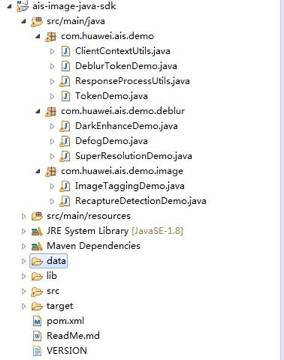 ais-image-java-sdk
src/main/java
com.huawei.ais.demo
ClientContextUtils.java
DeblurTokenDemo.java
ResponseProcessUtils.java
TokenDemo.java
com.huawei.ais.demo.deblur
DarkEnhanceDemo.java
DefogDemo.java
SuperResolutionDemo.java
com.huawei.ais.demo.image
ImageTaggingDemo.java
RecaptureDetectionDemo.java
src/main/resources
JRE System Library [JavaSE-1.8]
Maven Dependencies
data
lib
src
target
pom.xml
ReadMe.md
VERSION